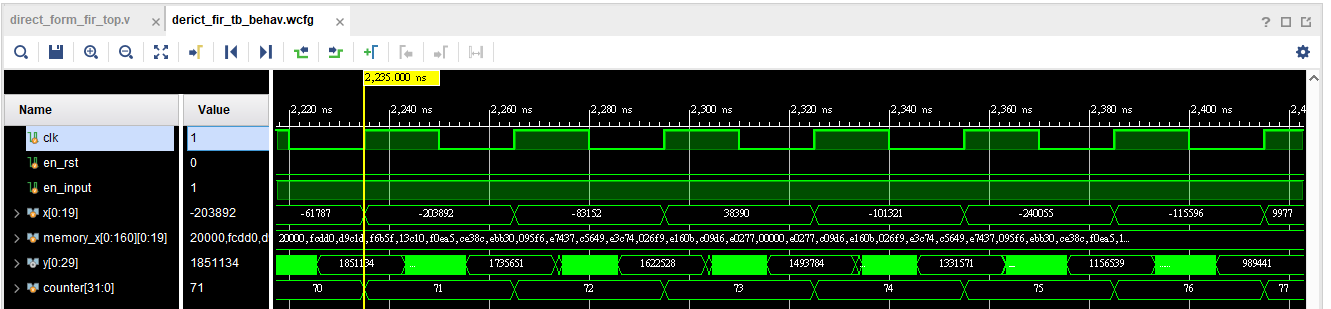 direct_form_fir_top.v × derict_fir_tb_behav.wcfg ×
2,235.000 ns
Name Value
2,220 ns 2,240 ns 2,260 ns 2,280 ns 2,300 ns 2,320 ns 2,340 ns 2,360 ns 2,380 ns 2,400 ns 2,4
clk 1
en_rst 0
en_input 1
x[0:19] -203892 -61787 -203892 -83152 38390 -101321 -240055 -115596 9977
memory_x[0:160][0:19] 20000,fcdd0,d 20000,fcdd0,d9c1d,f6b5f,13c10,f0ea5,ce38c,ebb30,095f6,e7437,c5649,e3c74,026f9,e160b,c0916,e0277,00000,e0277,c0916,e160b,026f9,e3c74,c5649,e7437,095f6,ebb30,ce38c,f0ea5,1...
y[0:29] 1851134 1851134 ... 1735651 1622528 1493784 ... 1331571 ... 1156539 ... 989441
counter[31:0] 71 70 71 72 73 74 75 76 77